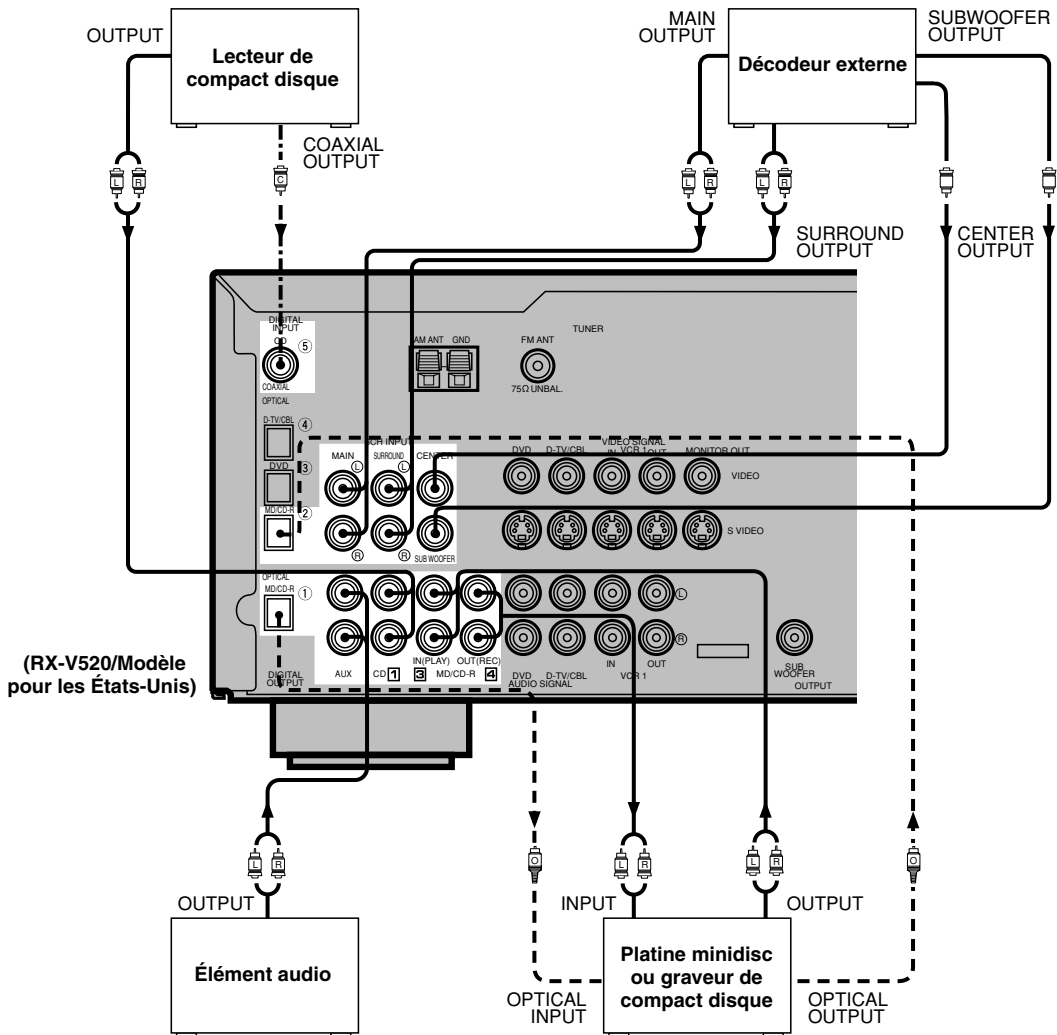 OUTPUT
Lecteur de
compact disque
COAXIAL
OUTPUT
L R
C
MAIN
OUTPUT
Décodeur externe
SUBWOOFER
OUTPUT
L R
L R
SURROUND
OUTPUT
CENTER
OUTPUT
DIGITAL
INPUT
CD
⑤
COAXIAL
OPTICAL
D-TV/CBL
④
DVD
③
MD/CD-R
②
OPTICAL
MD/CD-R
①
DIGITAL
OUTPUT
AM ANT GND
FM ANT
75Ω UNBAL.
TUNER
6CH INPUT
MAIN SURROUND CENTER
Ⓛ Ⓛ
Ⓡ Ⓡ SUB WOOFER
VIDEO SIGNAL
DVD D-TV/CBL IN VCR 1 OUT MONITOR OUT
VIDEO
S VIDEO
Ⓛ
Ⓡ
IN(PLAY) OUT(REC)
AUX CD 1 3 MD/CD-R 4
DVD D-TV/CBL IN OUT
AUDIO SIGNAL VCR 1
SUB
WOOFER
OUTPUT
(RX-V520/Modèle
pour les États-Unis)
L R
OUTPUT
Élément audio
O
L R
L R
O
INPUT
OUTPUT
Platine minidisc
ou graveur de
compact disque
OPTICAL
INPUT
OPTICAL
OUTPUT